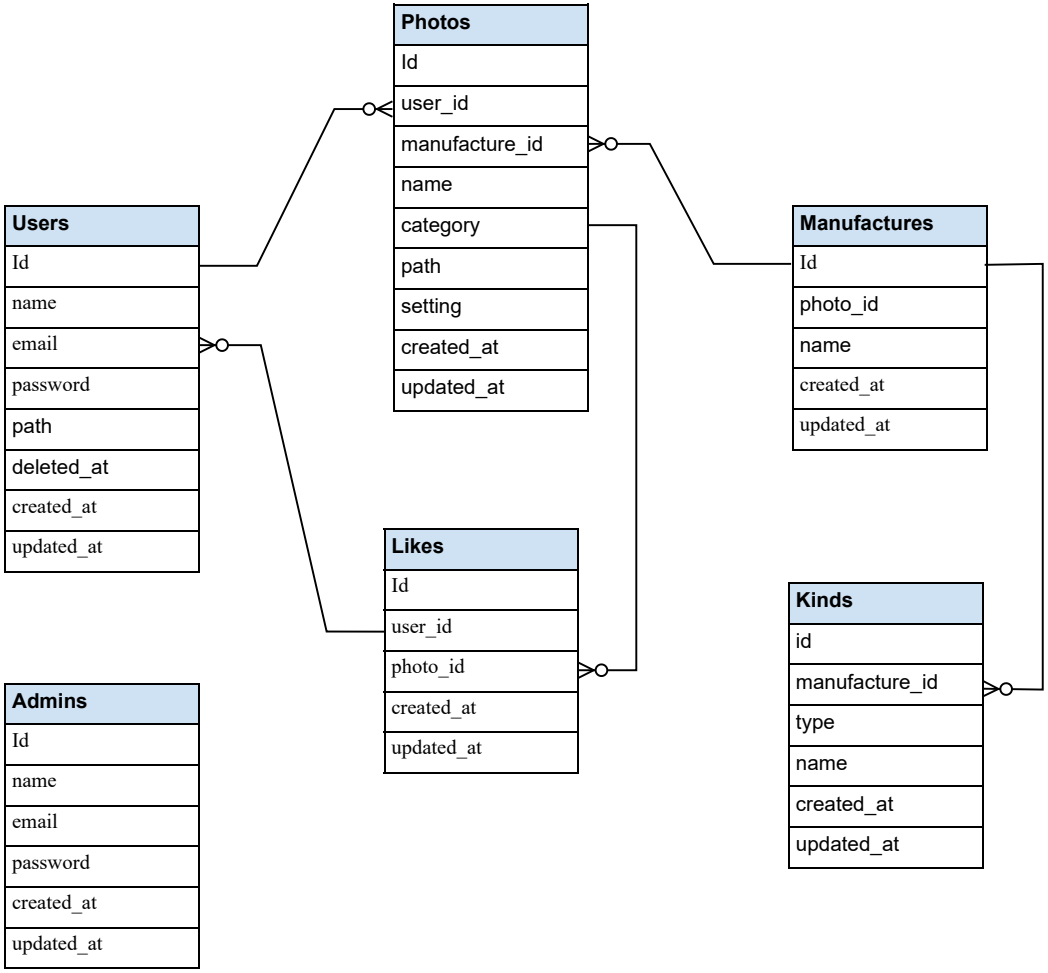 Photos
Id
user_id
manufacture_id
name
category
path
setting
created_at
updated_at
Users
Id
name
email
password
path
deleted_at
created_at
updated_at
Manufactures
Id
photo_id
name
created_at
updated_at
Likes
Id
user_id
photo_id
created_at
updated_at
Kinds
id
manufacture_id
type
name
created_at
updated_at
Admins
Id
name
email
password
created_at
updated_at